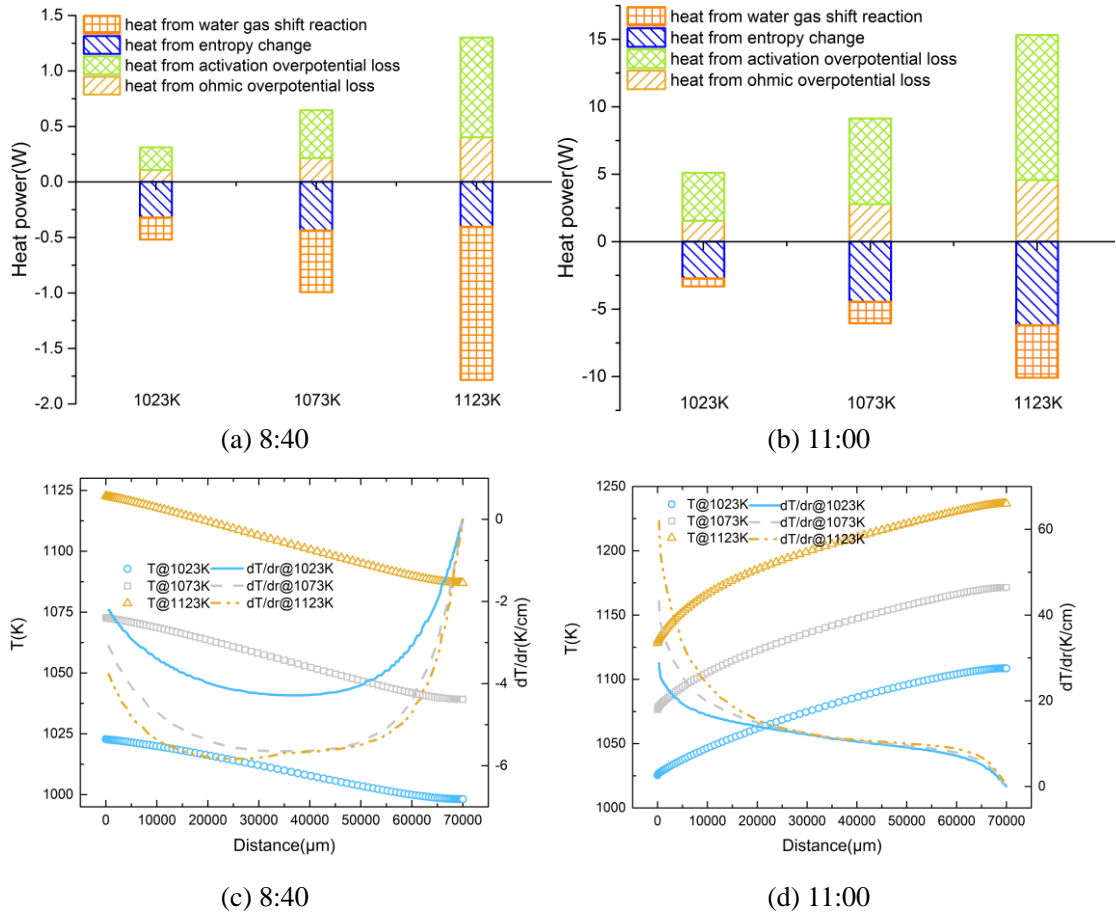 heat from water gas shift reaction
heat from entropy change
heat from activation overpotential loss
heat from ohmic overpotential loss
1.5
1.0
0.5
0.0
-0.5
-1.0
-1.5
-2.0
Heat power(W)
1023K 1073K 1123K
(a) 8:40
heat from water gas shift reaction
heat from entropy change
heat from activation overpotential loss
heat from ohmic overpotential loss
15
10
5
0
-5
-10
Heat power(W)
1023K 1073K 1123K
(b) 11:00
1125
1100
1075
1050
1025
1000
T(K)
T@1023K dT/dr@1023K
T@1073K dT/dr@1073K
T@1123K dT/dr@1123K
0
-2
-4
-6
dT/dr(K/cm)
0 10000 20000 30000 40000 50000 60000 70000
Distance(µm)
(c) 8:40
1250
1200
1150
1100
1050
1000
T(K)
T@1023K dT/dr@1023K
T@1073K dT/dr@1073K
T@1123K dT/dr@1123K
60
40
20
0
dT/dr(K/cm)
0 10000 20000 30000 40000 50000 60000 70000
Distance(µm)
(d) 11:00